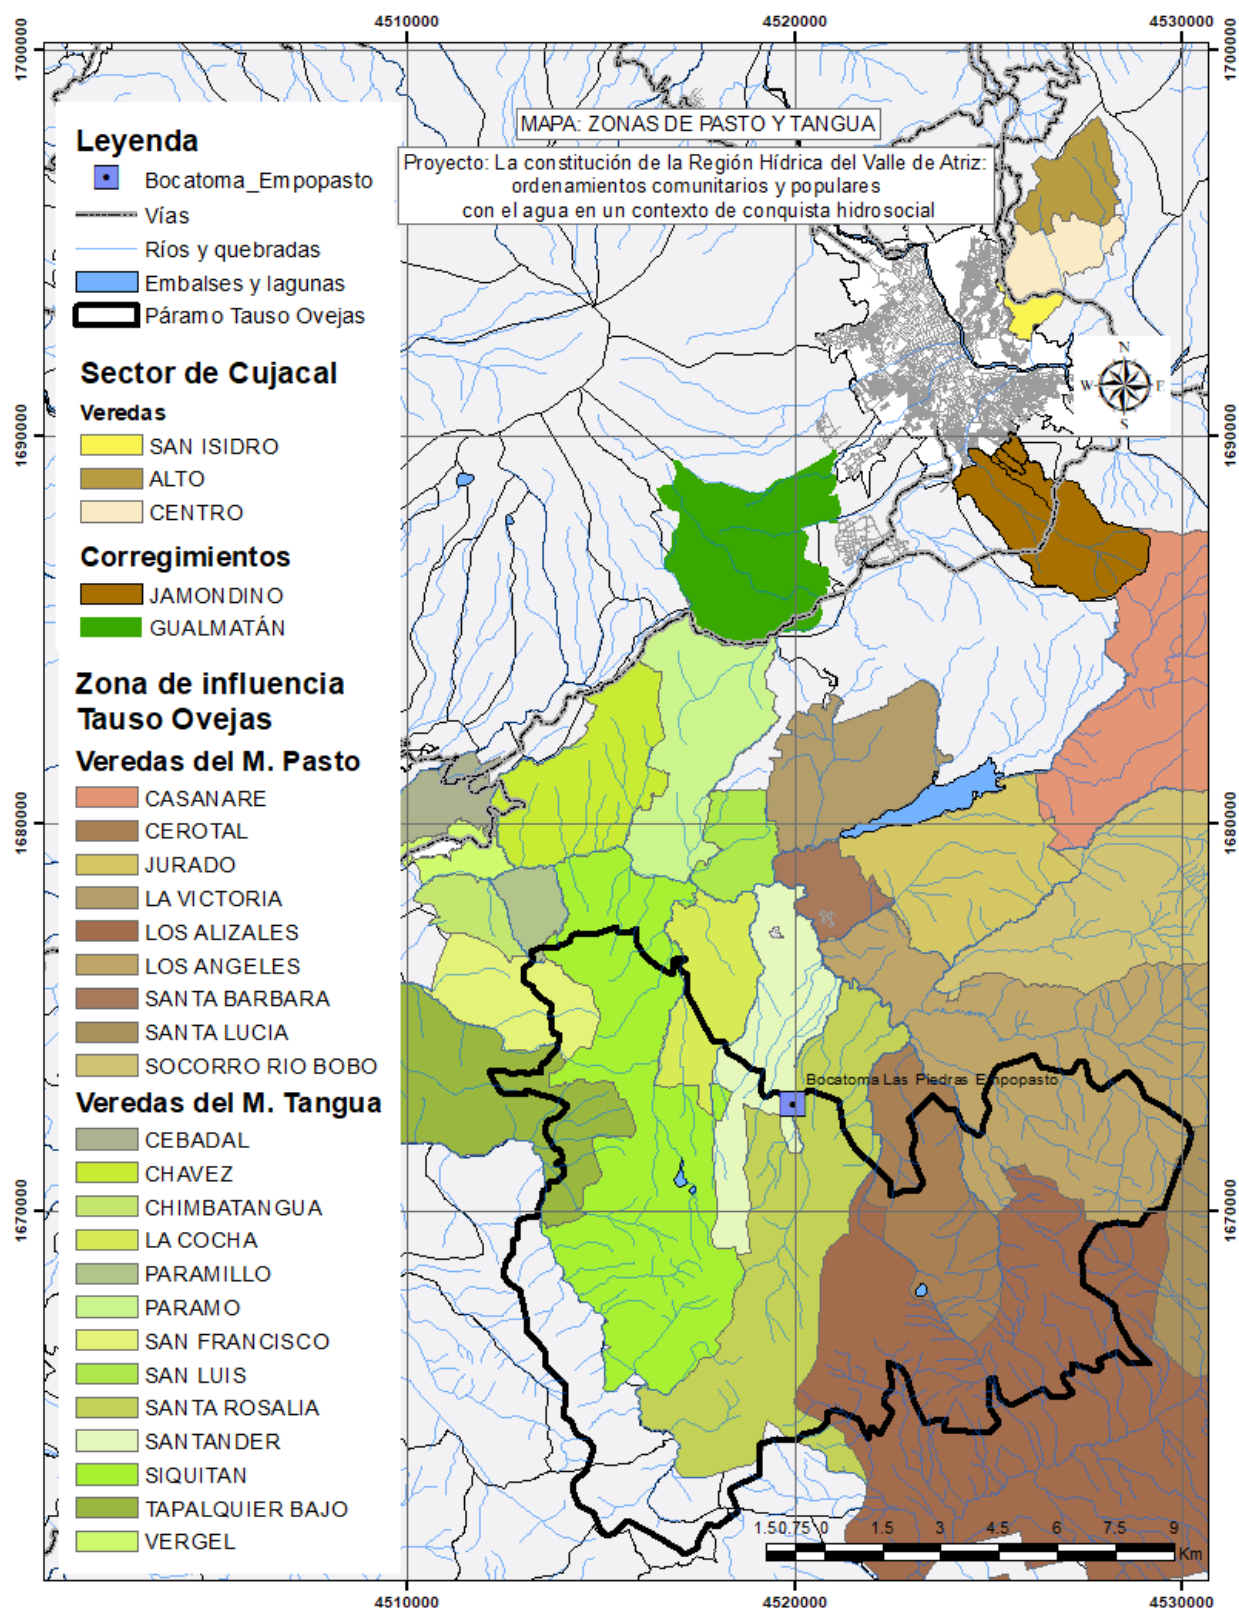 4510000
4520000
4530000
1700000
1700000
MAPA: ZONAS DE PASTO Y TANGUA
Proyecto: La constitución de la Región Hídrica del Valle de Atriz:
ordenamientos comunitarios y populares
con el agua en un contexto de conquista hidrosocial
Leyenda
Bocatoma_Empopasto
Vías
Ríos y quebradas
Embalses y lagunas
Páramo Tauso Ovejas
Sector de Cujacal
Veredas
SAN ISIDRO
ALTO
CENTRO
Corregimientos
JAMONDINO
GUALMATÁN
Zona de influencia
Tauso Ovejas
Veredas del M. Pasto
CASANARE
CEROTAL
JURADO
LA VICTORIA
LOS ALIZALES
LOS ANGELES
SANTA BARBARA
SANTA LUCIA
SOCORRO RIO BOBO
Veredas del M. Tangua
CEBADAL
CHAVEZ
CHIMBATANGUA
LA COCHA
PARAMILLO
PARAMO
SAN FRANCISCO
SAN LUIS
SANTA ROSALIA
SANTANDER
SIQUITAN
TAPALQUIER BAJO
VERGEL
N
W E
S
1690000
1690000
1680000
1680000
Bocatoma Las Piedras Empopasto
1670000
1670000
1.50.75 0 1.5 3 4.5 6 7.5 9
Km
4510000
4520000
4530000